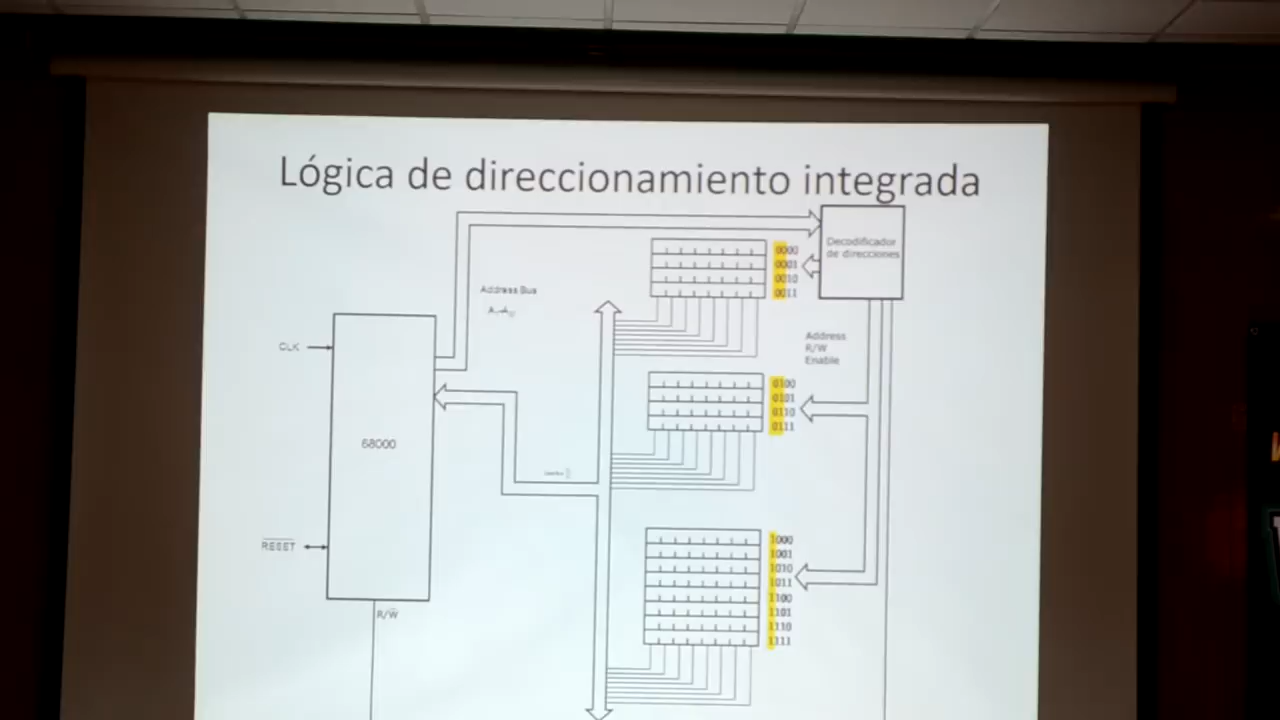 Lógica de direccionamiento integrada
Decodificador
de direcciones
0000
0001
0010
0011
Address Bus
CLK
Address
R/W
Enable
0100
0101
0110
0111
68000
RESET
1000
1001
1010
1011
1100
1101
1110
1111
R/W̅